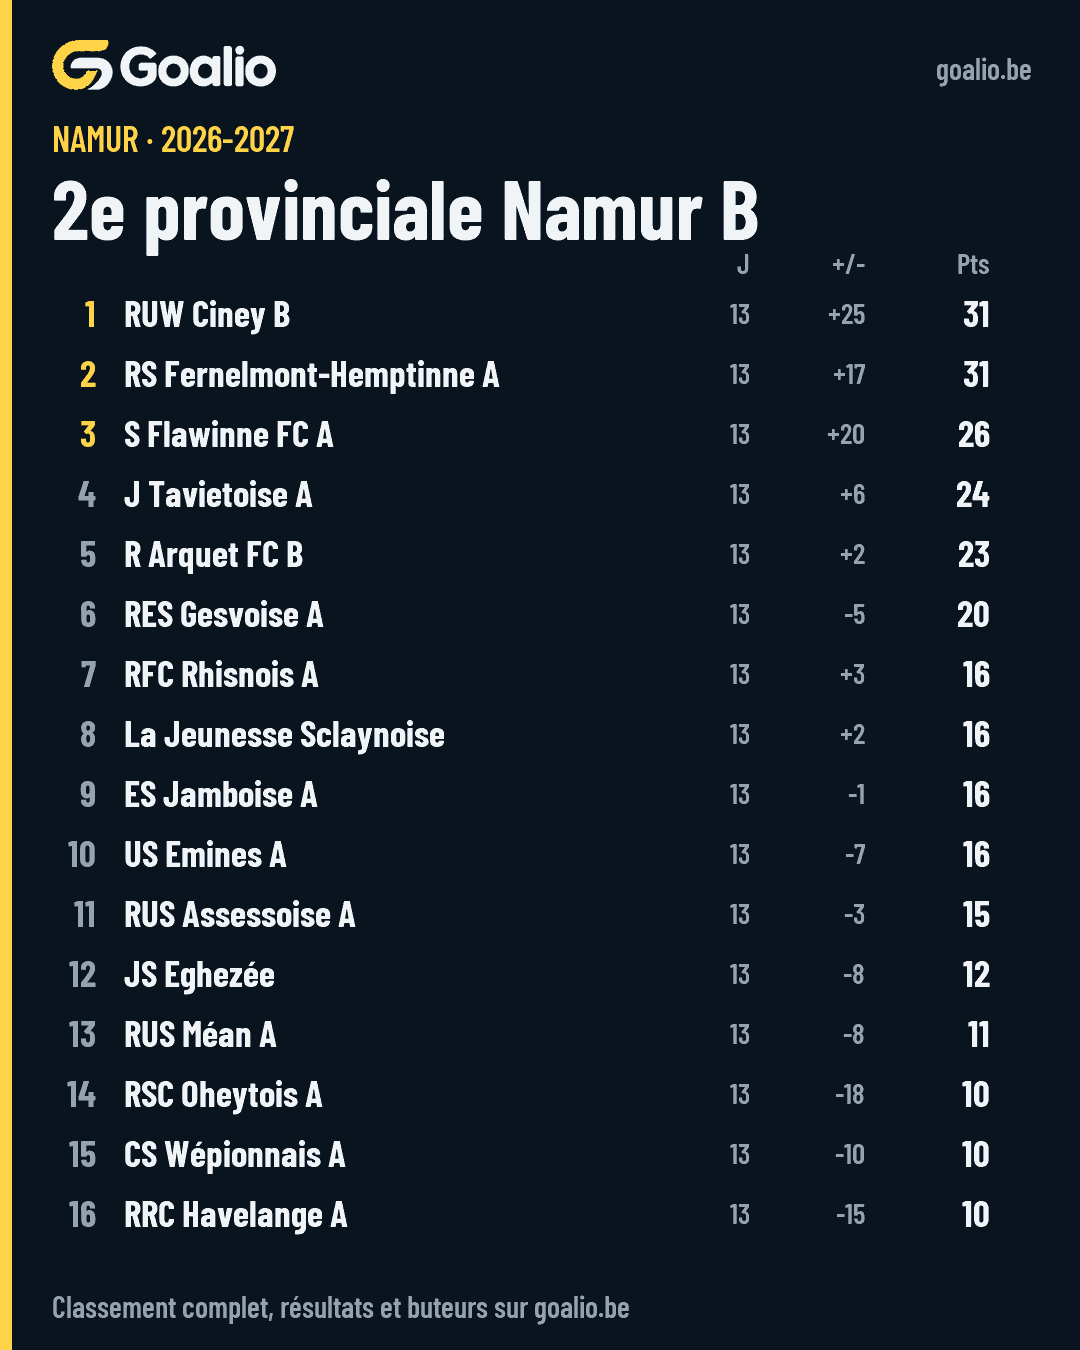 Goalio
goalio.be
NAMUR · 2026-2027
2e provinciale Namur B
J +/- Pts
1 RUW Ciney B 13 +25 31
2 RS Fernelmont-Hemptinne A 13 +17 31
3 S Flawinne FC A 13 +20 26
4 J Tavietoise A 13 +6 24
5 R Arquet FC B 13 +2 23
6 RES Gesvoise A 13 -5 20
7 RFC Rhisnois A 13 +3 16
8 La Jeunesse Sclaynoise 13 +2 16
9 ES Jamboise A 13 -1 16
10 US Emines A 13 -7 16
11 RUS Assessoise A 13 -3 15
12 JS Eghezée 13 -8 12
13 RUS Méan A 13 -8 11
14 RSC Oheytois A 13 -18 10
15 CS Wépionnais A 13 -10 10
16 RRC Havelange A 13 -15 10
Classement complet, résultats et buteurs sur goalio.be